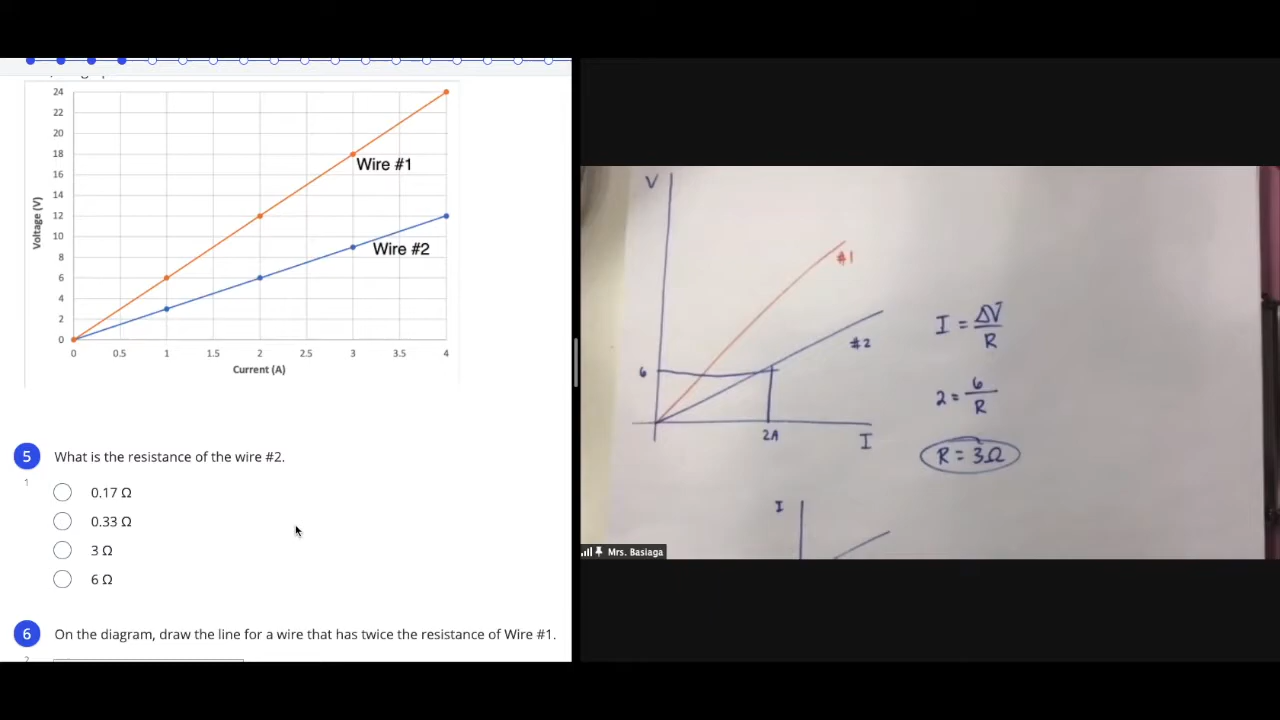 24
22
20
18
16
14
12
10
8
6
4
2
0
Voltage (V)
Wire #1
Wire #2
0 0.5 1 1.5 2 2.5 3 3.5 4
Current (A)
5 What is the resistance of the wire #2.
1
0.17 Ω
0.33 Ω
3 Ω
6 Ω
6 On the diagram, draw the line for a wire that has twice the resistance of Wire #1.
2
V
#1
#2
6
2A
I
I = ΔV/R
2 = 6/R
R = 3Ω
I
Mrs. Basiaga